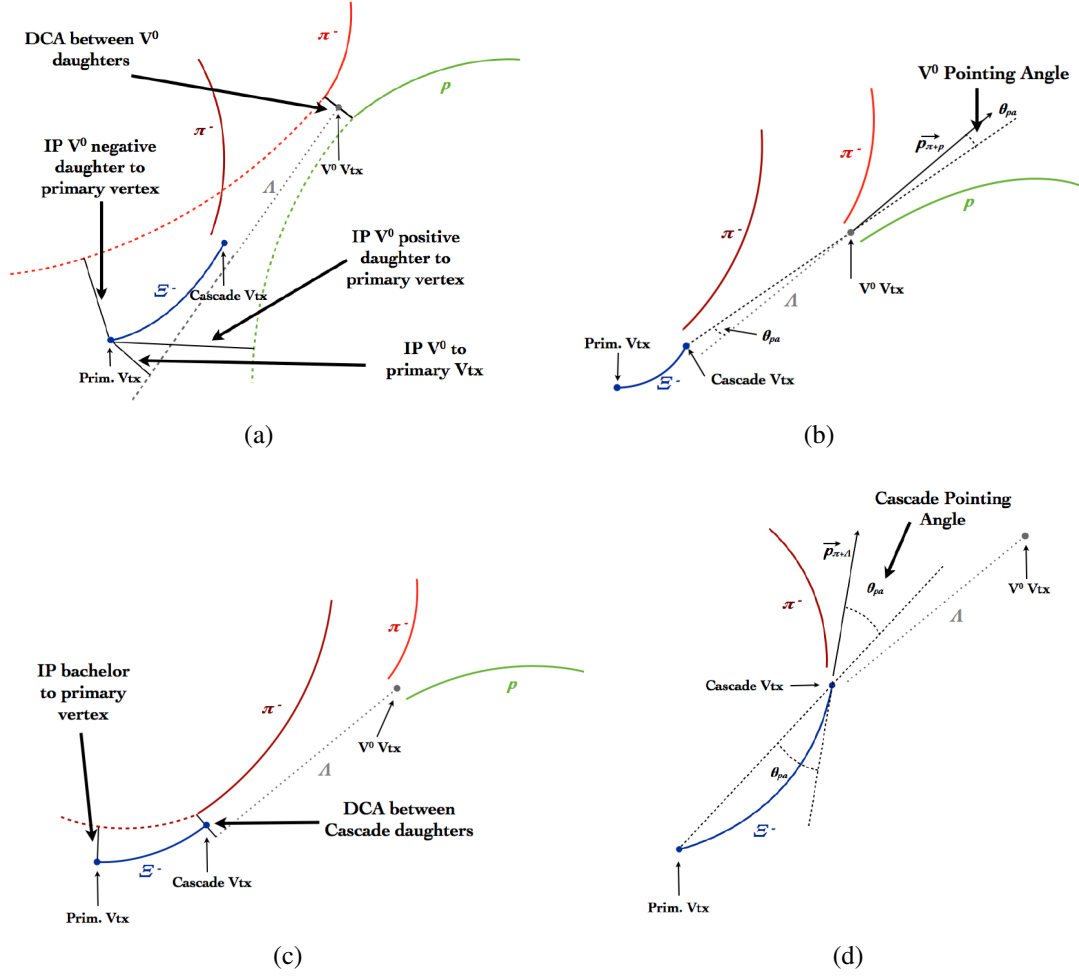 DCA between V⁰
daughters
π⁻
p
π⁻
IP V⁰ negative
daughter to
primary vertex
V⁰ Vtx
Λ
IP V⁰ positive
daughter to
primary vertex
Ξ⁻
Cascade Vtx
Prim. Vtx
IP V⁰ to
primary Vtx
(a)
V⁰ Pointing Angle
θpa
pπ+p
π⁻
p
π⁻
V⁰ Vtx
Λ
θpa
Prim. Vtx
Cascade Vtx
Ξ⁻
(b)
π⁻
IP bachelor
to primary
vertex
p
π⁻
V⁰ Vtx
Λ
DCA between
Cascade daughters
Ξ⁻
Cascade Vtx
Prim. Vtx
(c)
Cascade Pointing
Angle
pπ+Λ
θpa
V⁰ Vtx
π⁻
Λ
Cascade Vtx
θpa
Ξ⁻
Prim. Vtx
(d)